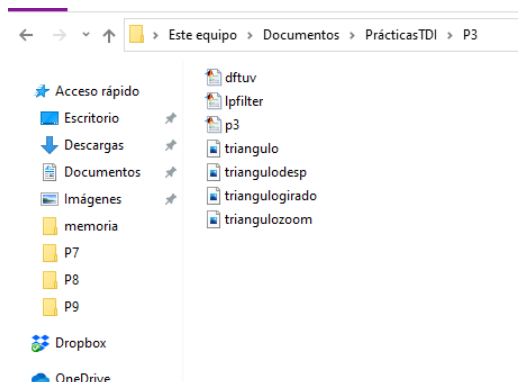 Este equipo > Documentos > PrácticasTDI > P3
Acceso rápido
Escritorio
Descargas
Documentos
Imágenes
memoria
P7
P8
P9
Dropbox
OneDrive
dftuv
lpfilter
p3
triangulo
triangulodesp
triangulogirado
triangulozoom